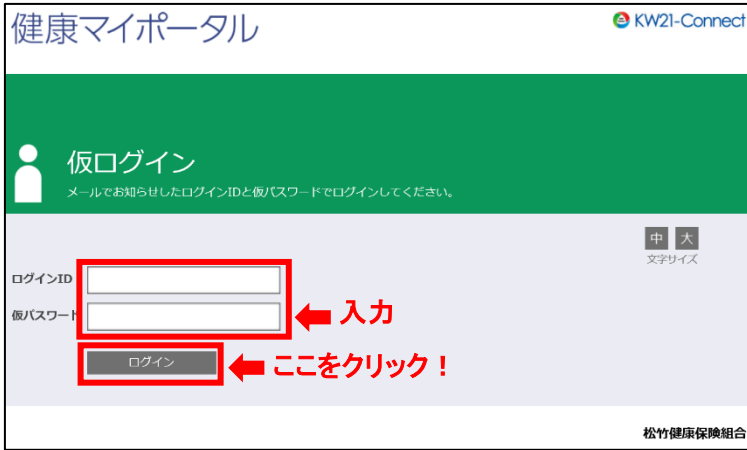 健康マイポータル
KW21-Connect
仮ログイン
メールでお知らせしたログインIDと仮パスワードでログインしてください。
中 大
文字サイズ
ログインID
仮パスワード
入力
ログイン
ここをクリック！
松竹健康保険組合